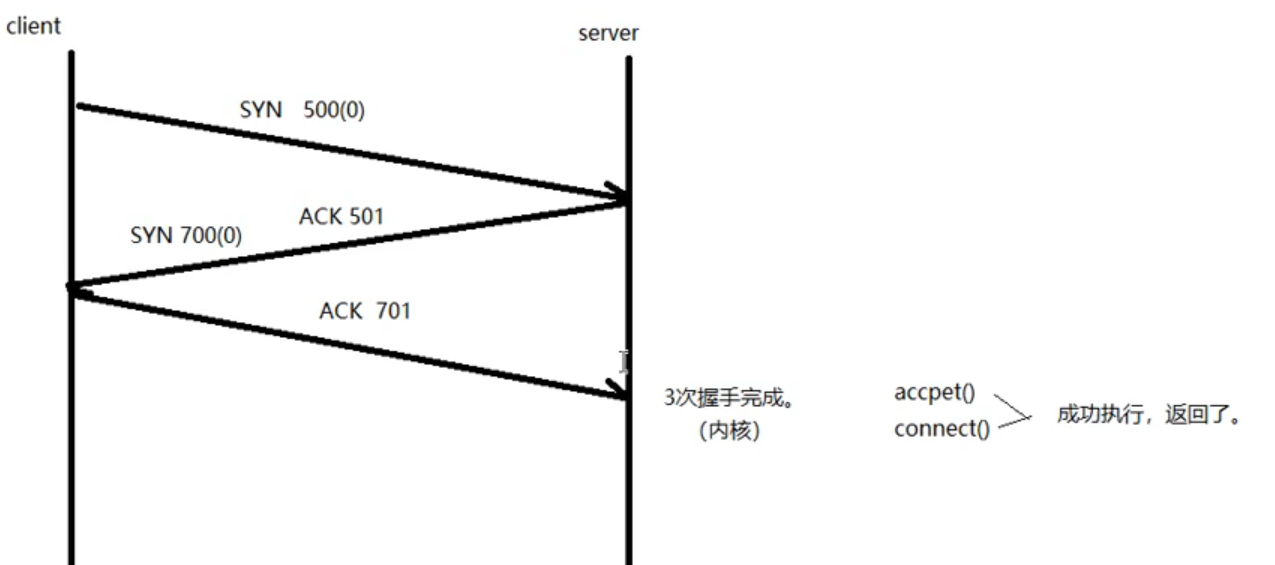 client
server
SYN 500(0)
ACK 501
SYN 700(0)
ACK 701
3次握手完成。
（内核）
accpet()
connect()
成功执行，返回了。